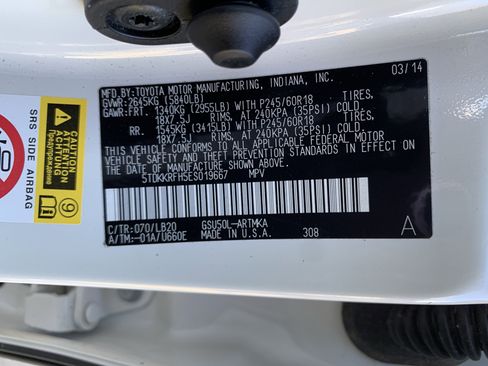 MFD.BY:TOYOTA MOTOR MANUFACTURING, INDIANA, INC. 03/14
GVWR:2645KG (5840LB)
GAWR:FRT. 1340KG (2955LB) WITH P245/60R18 TIRES,
18X7.5J RIMS, AT 240KPA (35PSI) COLD.
RR. 1545KG (3415LB) WITH P245/60R18 TIRES,
18X7.5J RIMS, AT 240KPA (35PSI) COLD.
THIS VEHICLE CONFORMS TO ALL APPLICABLE FEDERAL MOTOR
VEHICLE SAFETY STANDARDS IN EFFECT ON THE DATE OF
MANUFACTURE SHOWN ABOVE.
5TDKKRFH5ES019667 MPV
C/TR:070/LB20 GSU50L-ARTMKA
A/TM:-01A/U660E MADE IN U.S.A. 308 A
SRS SIDE AIRBAG
CAUTION
ACHTUNG
Предупреждение
9